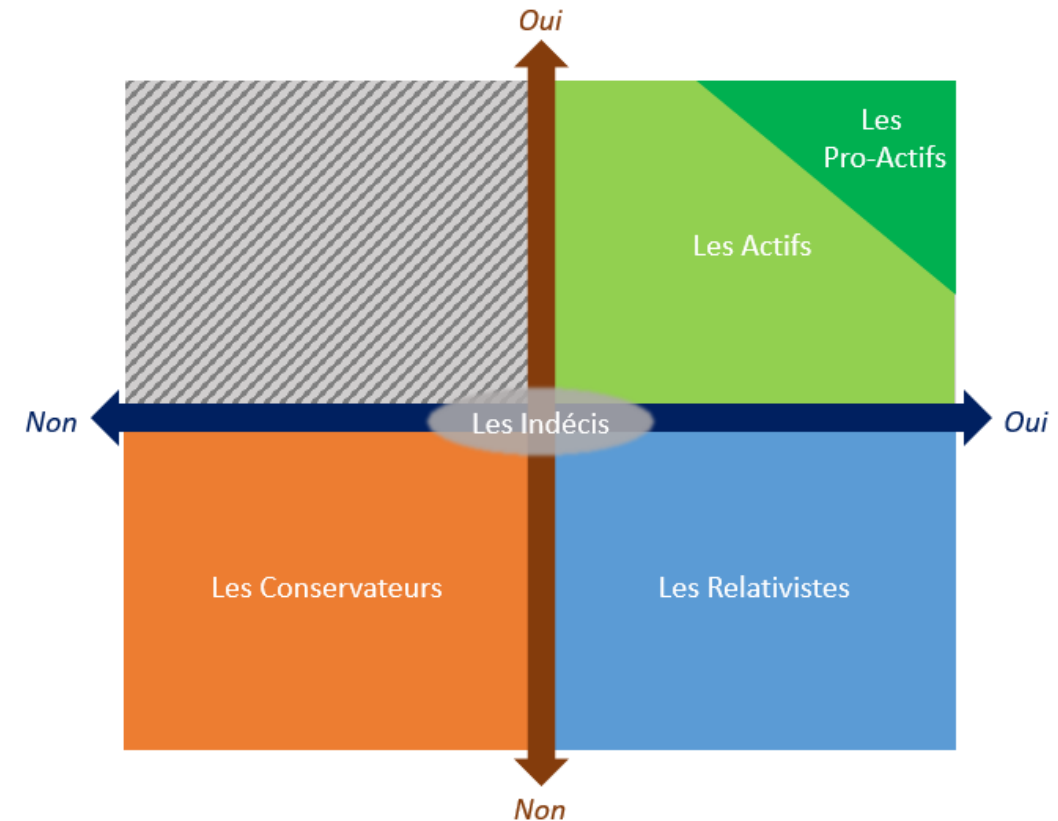 Oui
Les
Pro-Actifs
Les Actifs
Non
Les Indécis
Oui
Les Conservateurs
Les Relativistes
Non